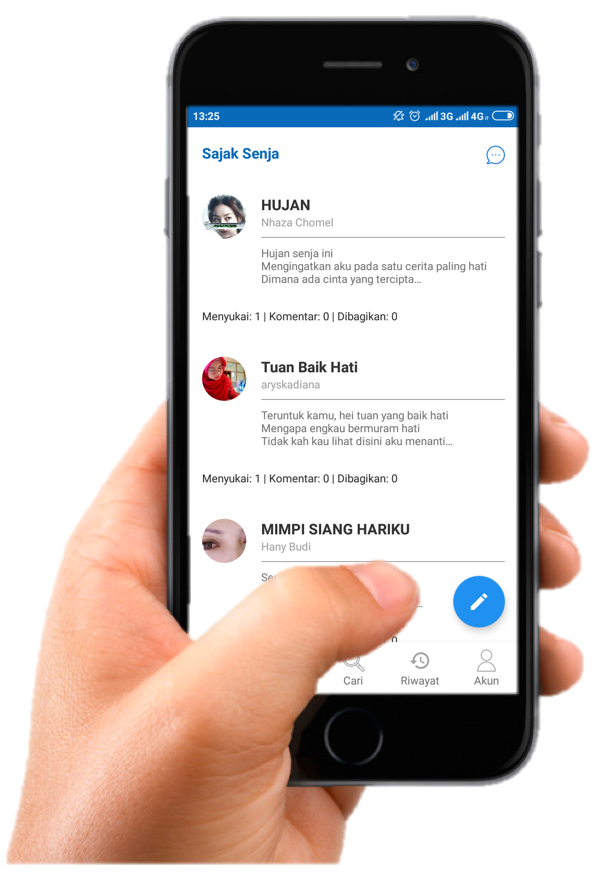 13:25 3G 4G
Sajak Senja
HUJAN
Nhaza Chomel
Hujan senja ini
Mengingatkan aku pada satu cerita paling hati
Dimana ada cinta yang tercipta...
Menyukai: 1 | Komentar: 0 | Dibagikan: 0
Tuan Baik Hati
aryskadiana
Teruntuk kamu, hei tuan yang baik hati
Mengapa engkau bermuram hati
Tidak kah kau lihat disini aku menanti...
Menyukai: 1 | Komentar: 0 | Dibagikan: 0
MIMPI SIANG HARIKU
Hany Budi
...
0
Cari Riwayat Akun